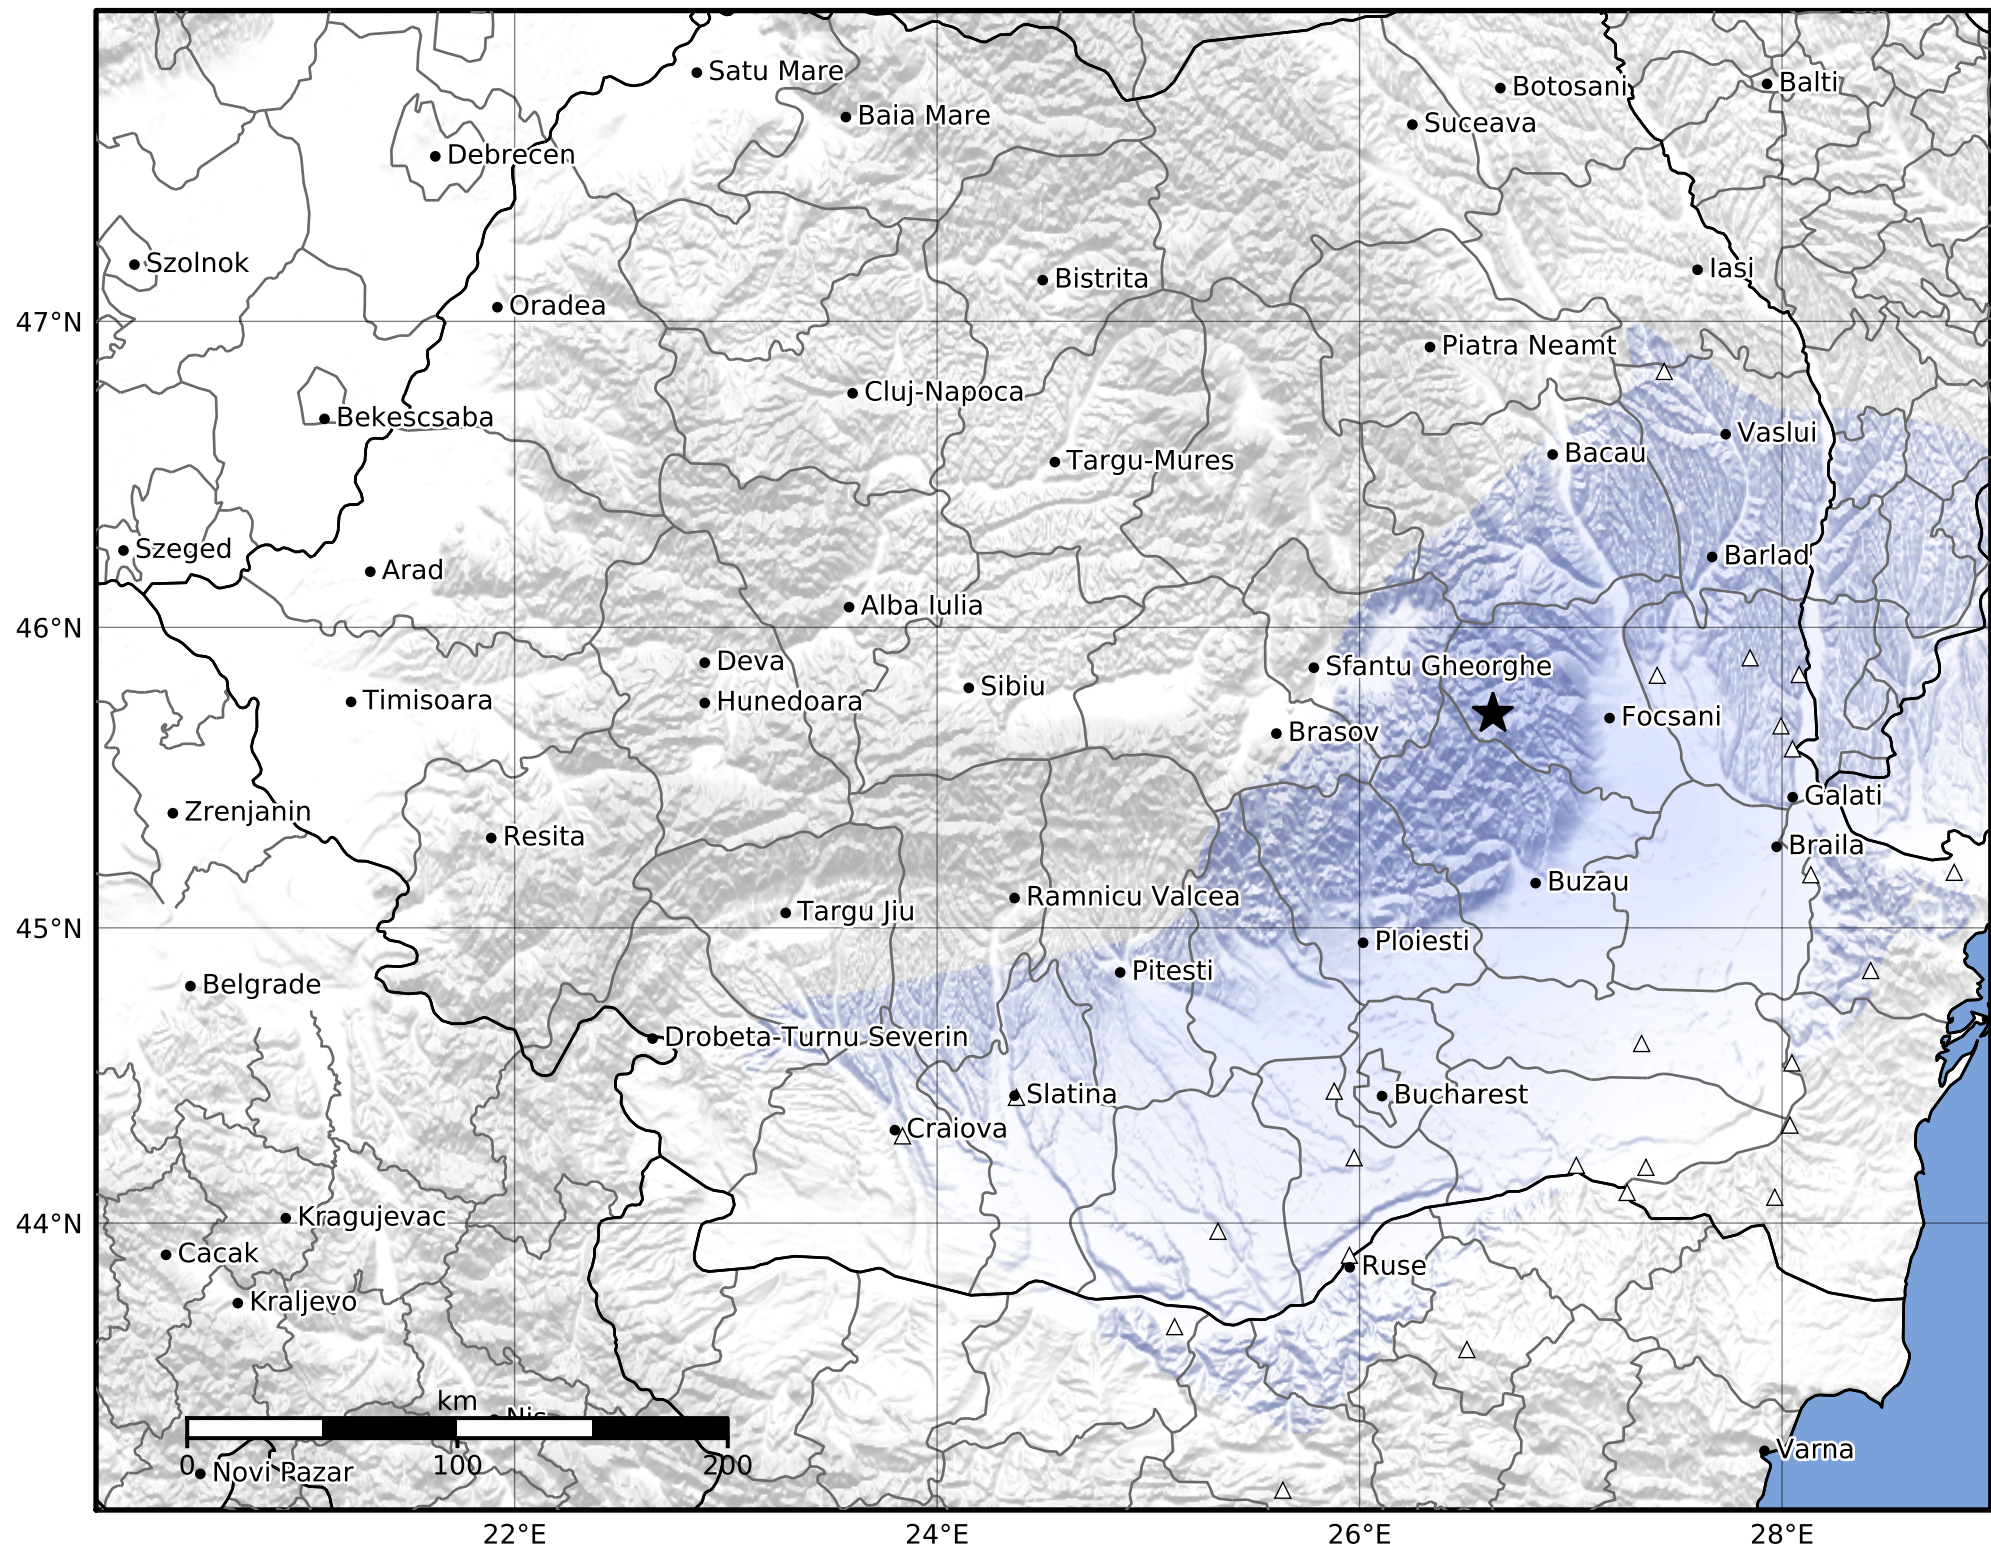 Satu Mare
Botosani
Balti
Baia Mare
Suceava
Debrecen
Szolnok
Iasi
Bistrita
Oradea
47°N
Piatra Neamt
Cluj-Napoca
Bekescsaba
Vaslui
Bacau
Targu-Mures
Szeged
Barlad
Arad
Alba Iulia
46°N
Deva
Sfantu Gheorghe
Sibiu
Timisoara
Hunedoara
Focsani
Brasov
Galati
Zrenjanin
Resita
Braila
Buzau
Ramnicu Valcea
Targu Jiu
45°N
Ploiesti
Pitesti
Belgrade
Drobeta-Turnu Severin
Slatina
Bucharest
Craiova
44°N
Kragujevac
Cacak
Ruse
Kraljevo
km
Nis
Varna
0
100
200
Novi Pazar
22°E
24°E
26°E
28°E